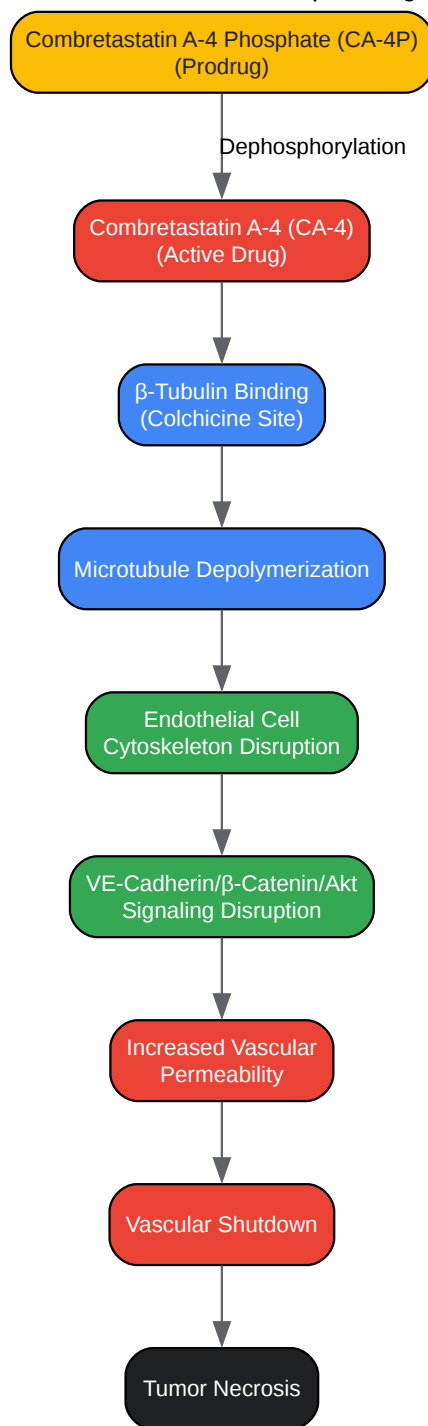 Combretastatin A-4 Phosphate (CA-4P)
(Prodrug)
Dephosphorylation
Combretastatin A-4 (CA-4)
(Active Drug)
β-Tubulin Binding
(Colchicine Site)
Microtubule Depolymerization
Endothelial Cell
Cytoskeleton Disruption
VE-Cadherin/β-Catenin/Akt
Signaling Disruption
Increased Vascular
Permeability
Vascular Shutdown
Tumor Necrosis